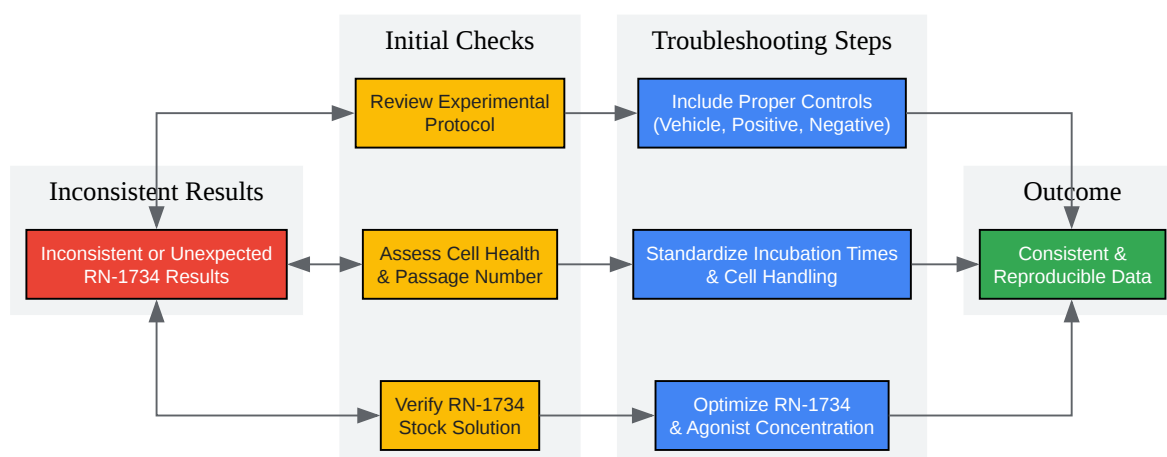 Initial Checks
Troubleshooting Steps
Review Experimental
Protocol
Include Proper Controls
(Vehicle, Positive, Negative)
Inconsistent Results
Outcome
Inconsistent or Unexpected
RN-1734 Results
Assess Cell Health
& Passage Number
Standardize Incubation Times
& Cell Handling
Consistent &
Reproducible Data
Verify RN-1734
Stock Solution
Optimize RN-1734
& Agonist Concentration